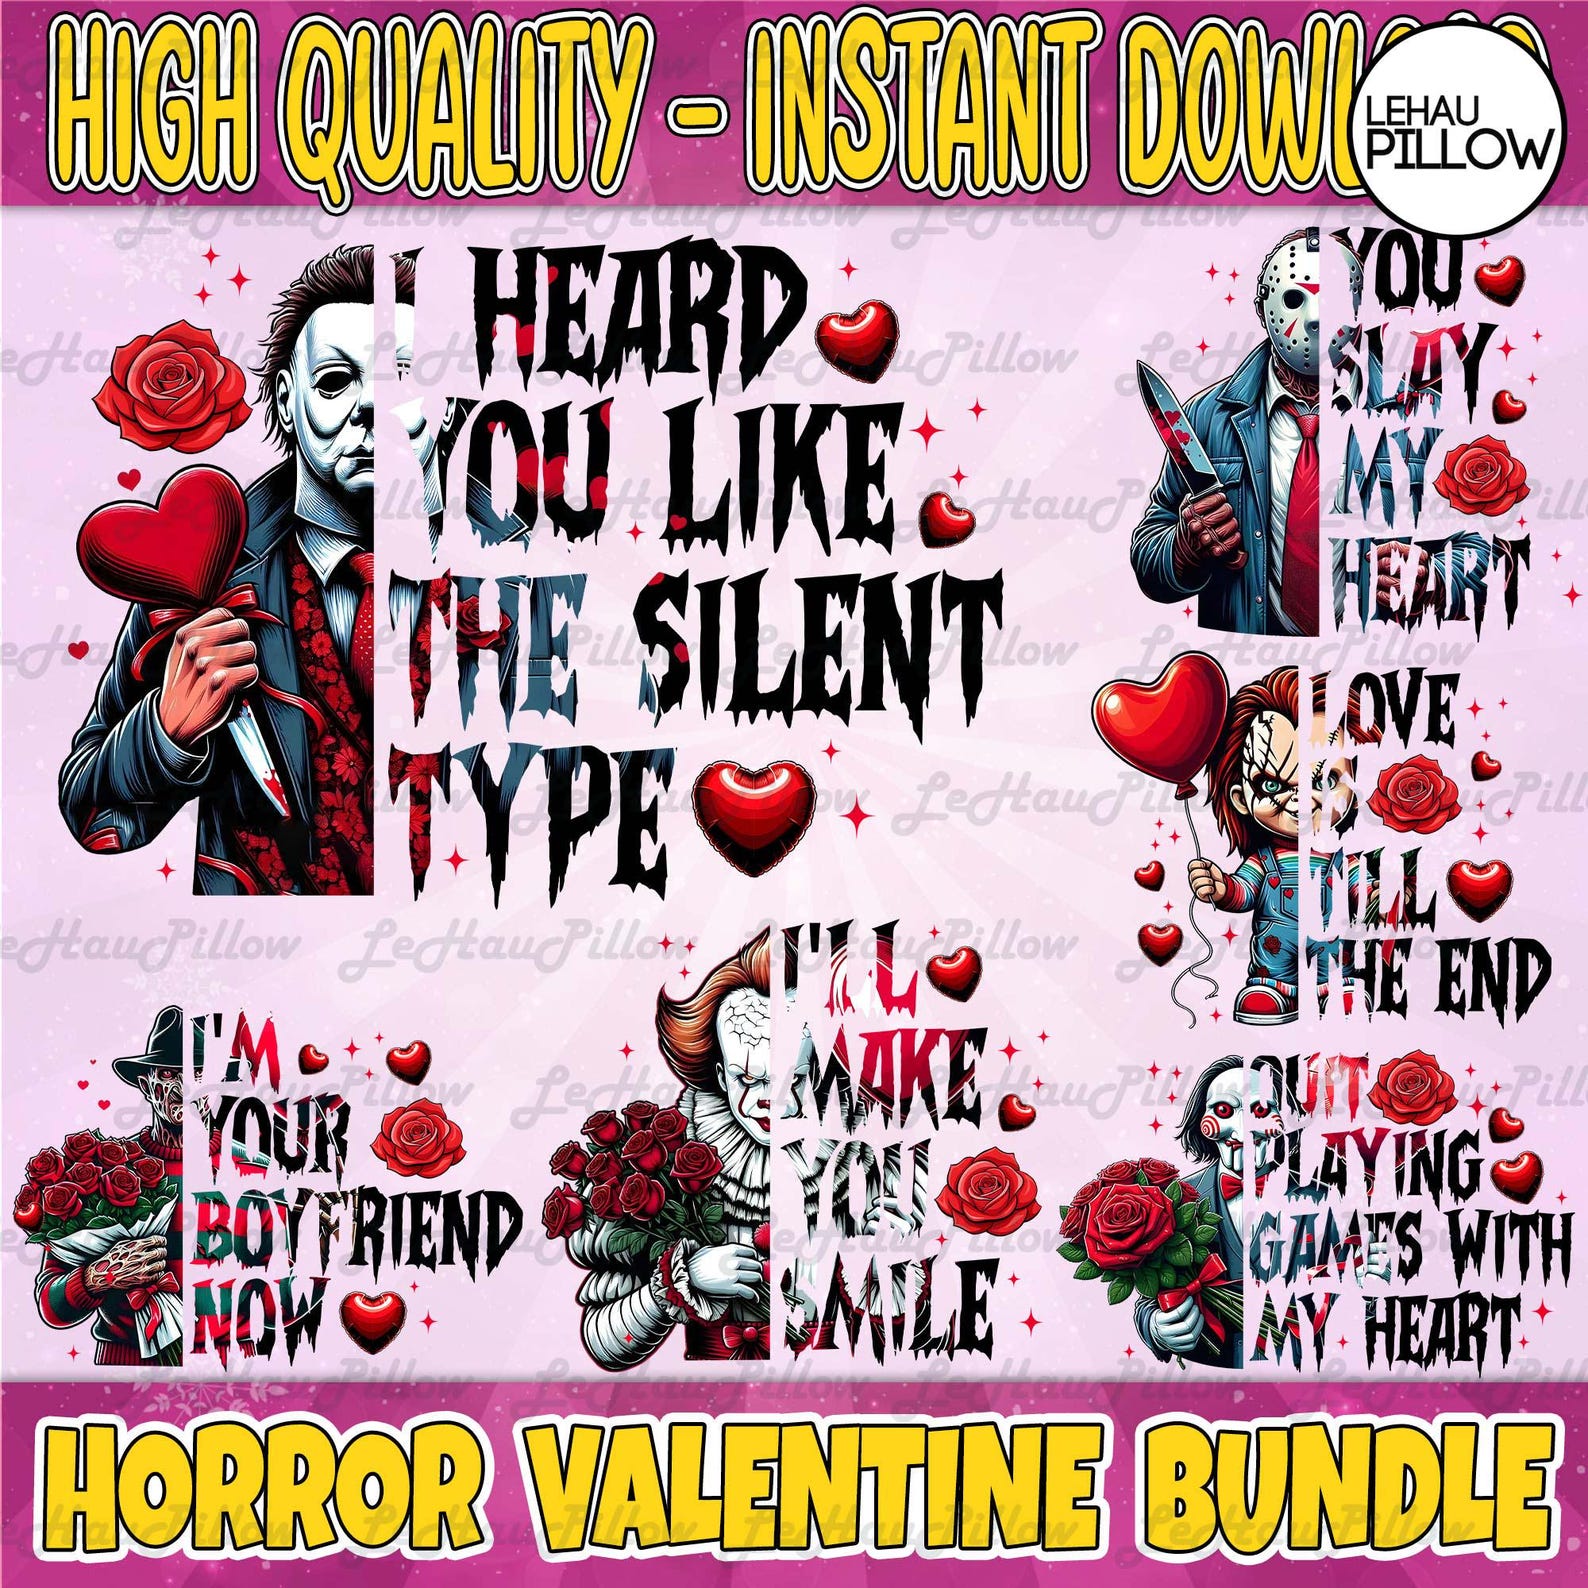 HIGH QUALITY - INSTANT DOWNLOAD
LEHAU
PILLOW
I HEARD
YOU LIKE
THE SILENT
TYPE
YOU
SLAY
MY
HEART
LOVE
IS
TILL
THE END
I'M
YOUR
BOYFRIEND
NOW
I'LL
MAKE
YOU
SMILE
QUIT
PLAYING
GAMES WITH
MY HEART
HORROR VALENTINE BUNDLE
LeHauPillow